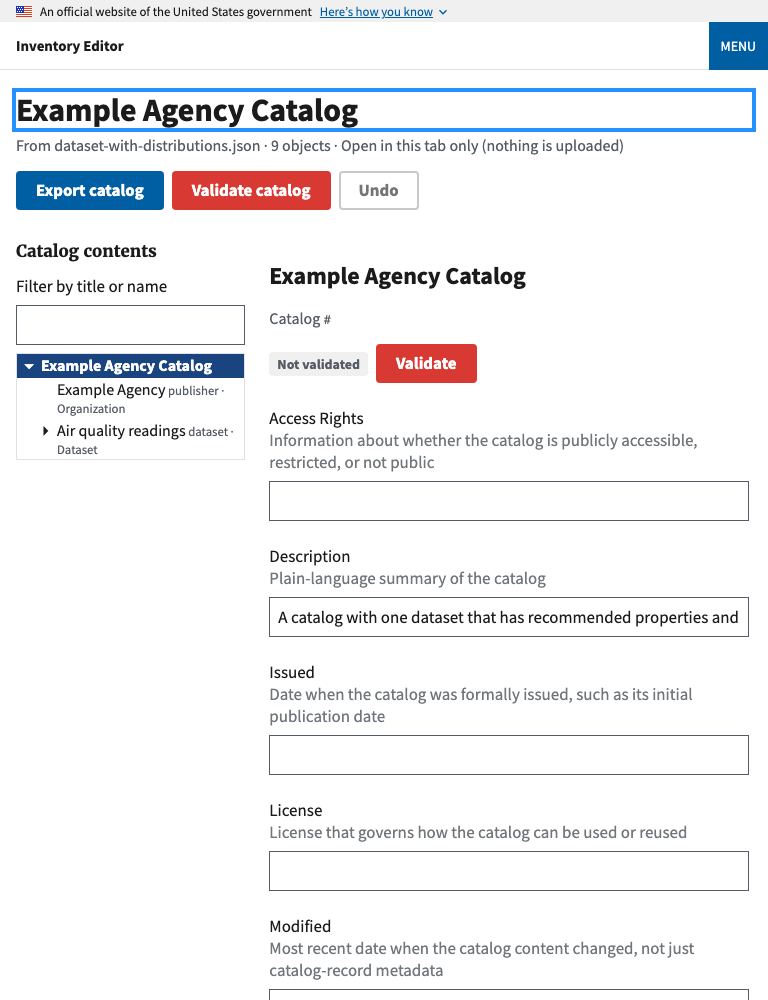 An official website of the United States government Here's how you know
Inventory Editor
MENU
Example Agency Catalog
From dataset-with-distributions.json · 9 objects · Open in this tab only (nothing is uploaded)
Export catalog
Validate catalog
Undo
Catalog contents
Filter by title or name
Example Agency Catalog
Example Agency publisher ·
Organization
Air quality readings dataset ·
Dataset
Example Agency Catalog
Catalog #
Not validated
Validate
Access Rights
Information about whether the catalog is publicly accessible,
restricted, or not public
Description
Plain-language summary of the catalog
A catalog with one dataset that has recommended properties and
Issued
Date when the catalog was formally issued, such as its initial
publication date
License
License that governs how the catalog can be used or reused
Modified
Most recent date when the catalog content changed, not just
catalog-record metadata